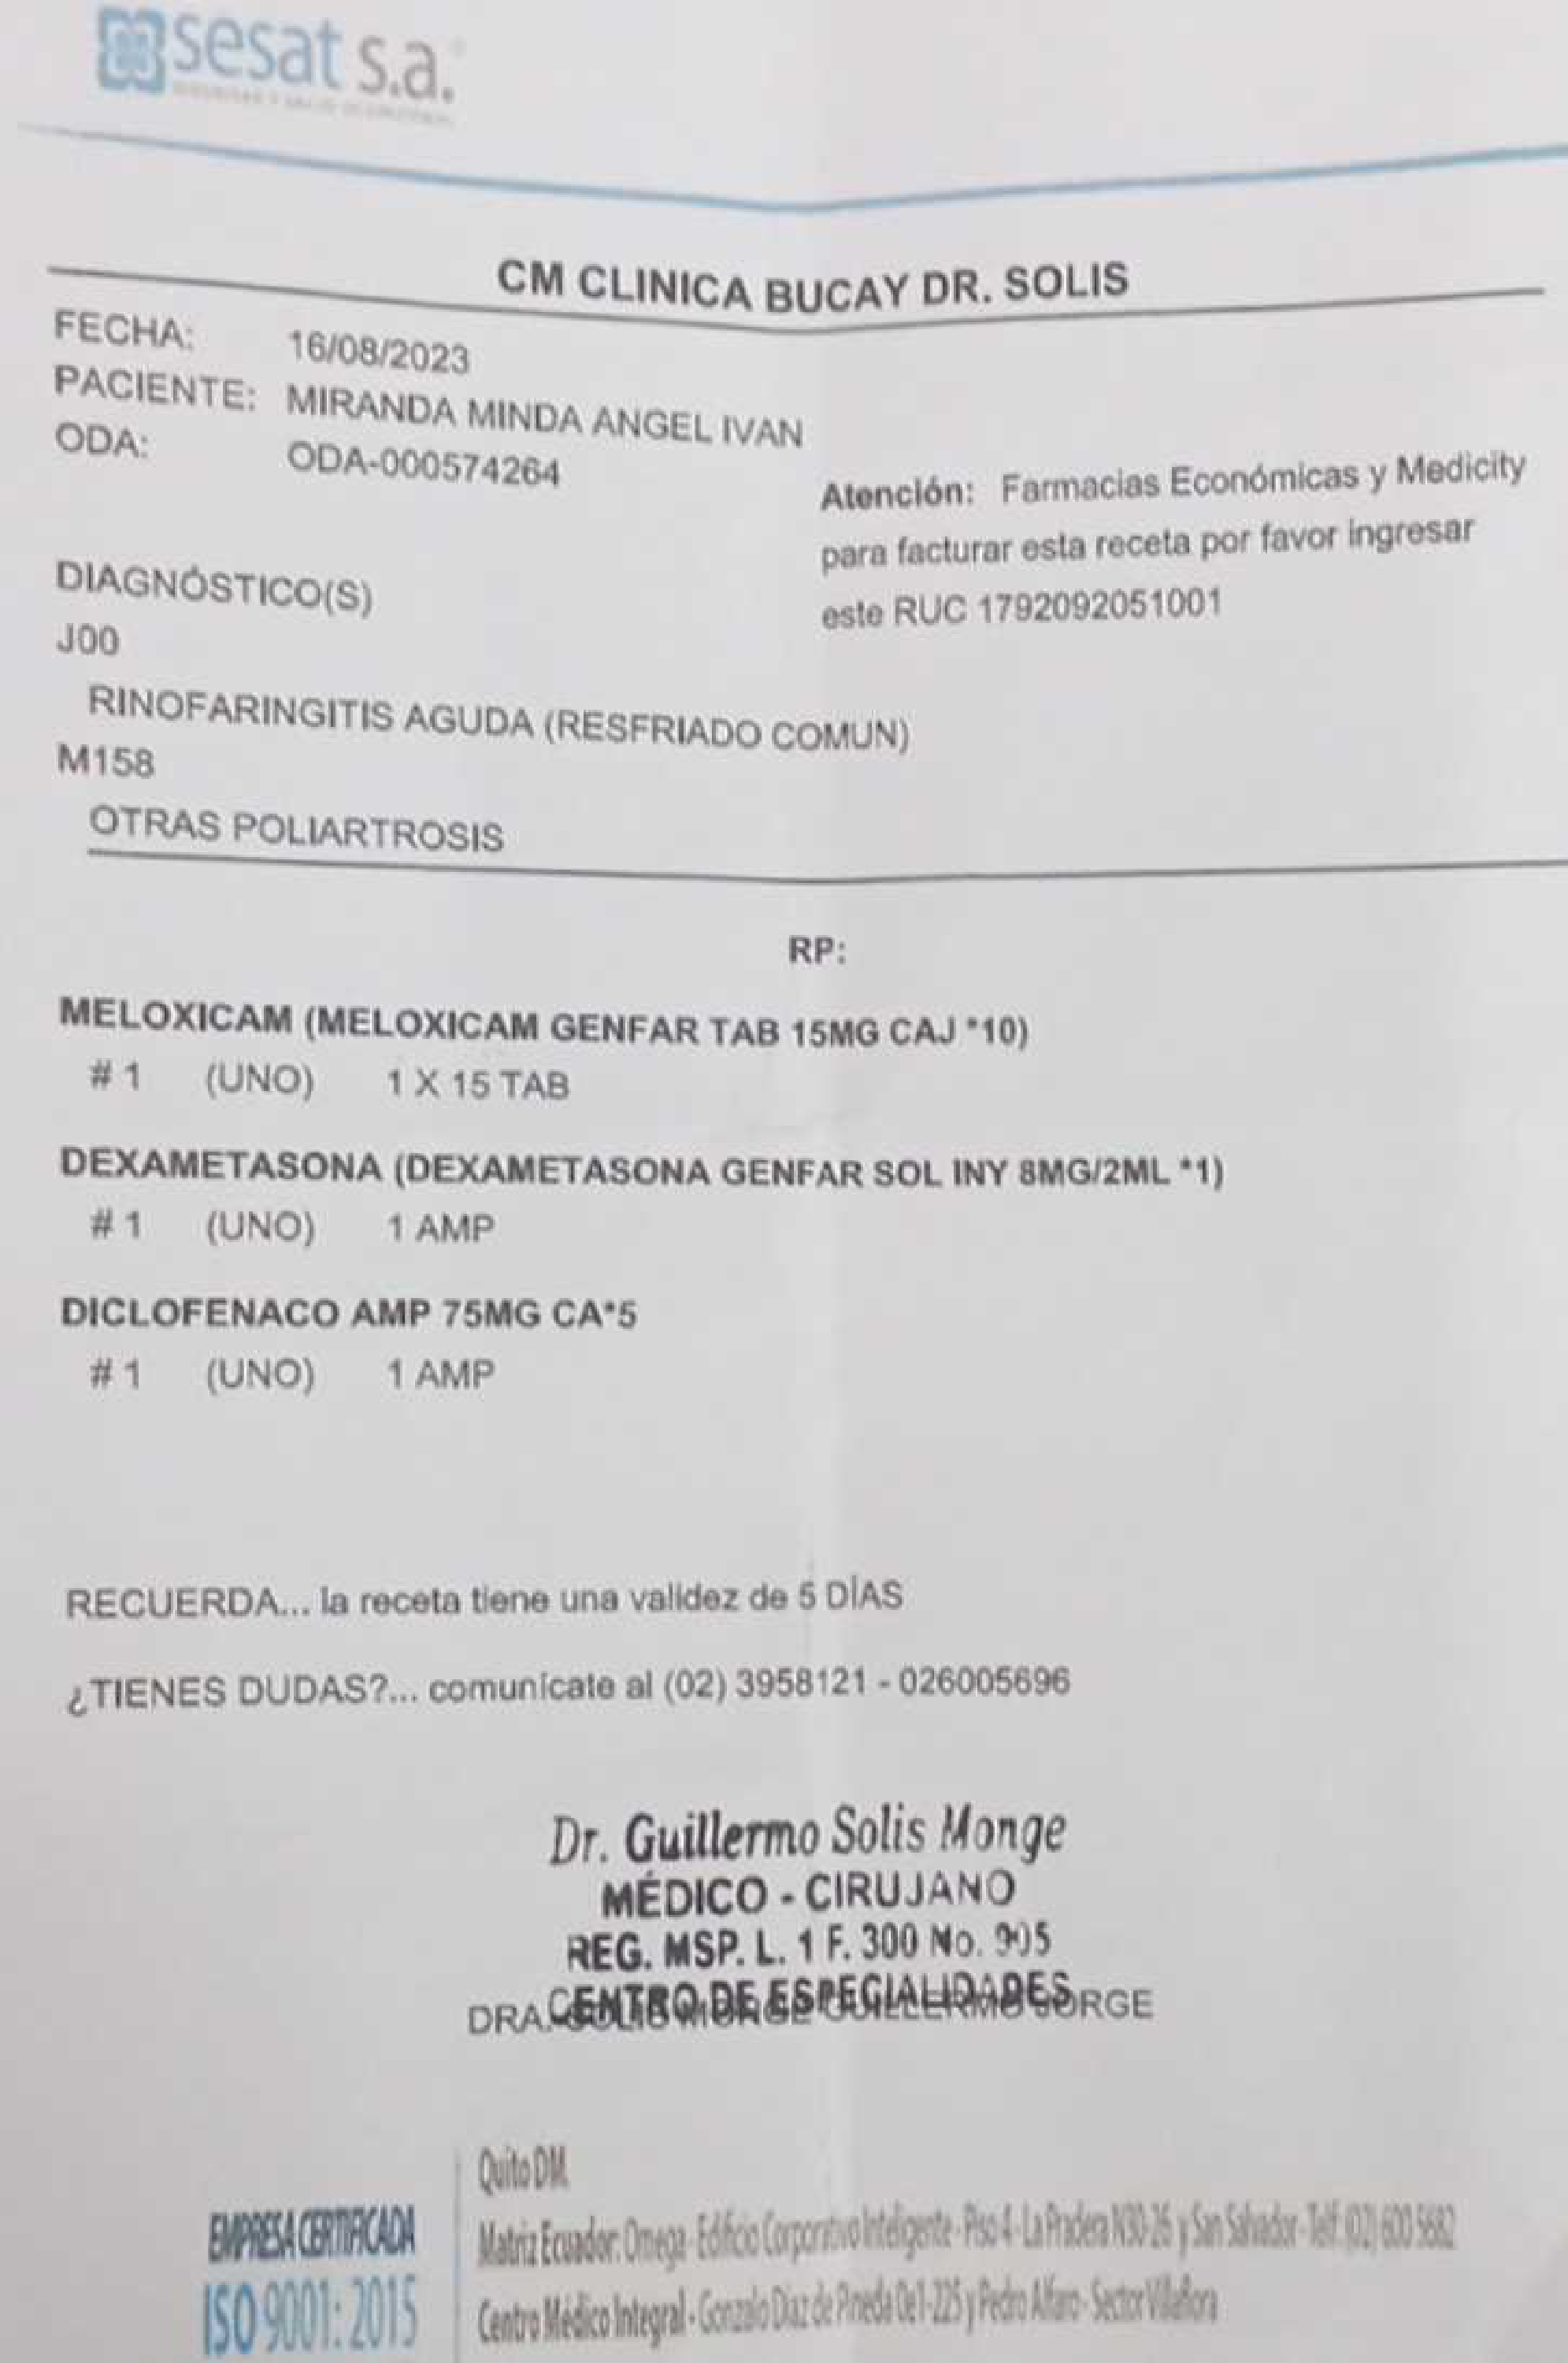 sesat s.a.
CM CLINICA BUCAY DR. SOLIS
FECHA: 16/08/2023
PACIENTE: MIRANDA MINDA ANGEL IVAN
ODA: ODA-000574264
Atención: Farmacias Económicas y Medicity
para facturar esta receta por favor ingresar
este RUC 1792092051001
DIAGNÓSTICO(S)
J00
RINOFARINGITIS AGUDA (RESFRIADO COMUN)
M158
OTRAS POLIARTROSIS
RP:
MELOXICAM (MELOXICAM GENFAR TAB 15MG CAJ *10)
# 1 (UNO) 1 X 15 TAB
DEXAMETASONA (DEXAMETASONA GENFAR SOL INY 8MG/2ML *1)
# 1 (UNO) 1 AMP
DICLOFENACO AMP 75MG CA*5
# 1 (UNO) 1 AMP
RECUERDA... la receta tiene una validez de 5 DÍAS
¿TIENES DUDAS?... comunícate al (02) 3958121 - 026005696
Dr. Guillermo Solis Monge
MÉDICO - CIRUJANO
REG. MSP. L. 1 F. 300 No. 905
CENTRO DE ESPECIALIDADES
DRA. SOLIS MONGE GUILLERMO JORGE
Quito DM
EMPRESA CERTIFICADA
ISO 9001: 2015
Matriz Ecuador: Omega - Edificio Corporativo Inteligente - Piso 4 - La Pradera N30-26 y San Salvador - Telf: (02) 600 5682
Centro Médico Integral - Gonzalo Díaz de Pineda Oe1-225 y Pedro Alfaro - Sector Villaflora